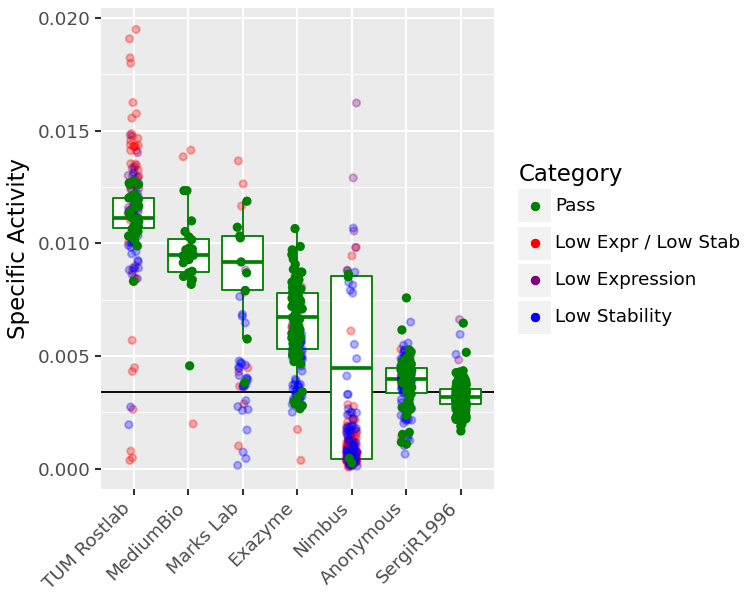 Specific Activity
0.020
0.015
0.010
0.005
0.000
TUM Rostlab
MediumBio
Marks Lab
Exazyme
Nimbus
Anonymous
SergiR1996
Category
Pass
Low Expr / Low Stab
Low Expression
Low Stability